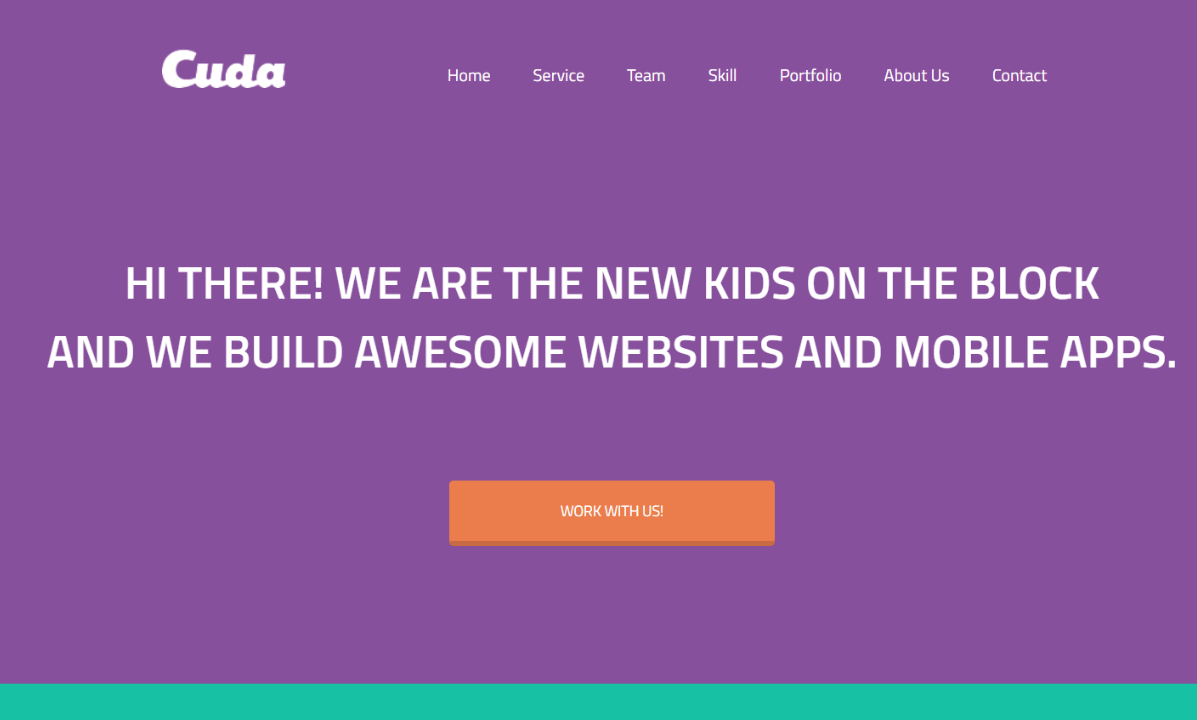 Cuda
Home Service Team Skill Portfolio About Us Contact
HI THERE! WE ARE THE NEW KIDS ON THE BLOCK
AND WE BUILD AWESOME WEBSITES AND MOBILE APPS.
WORK WITH US!